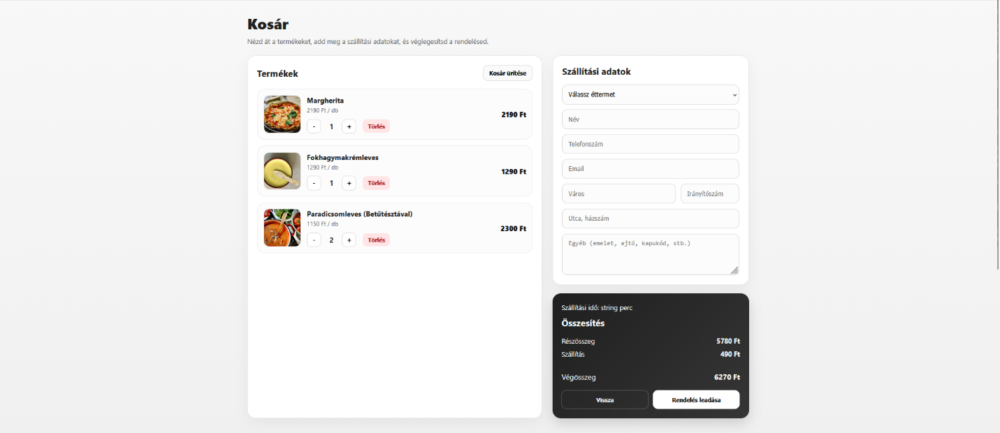 Kosár
Nézd át a termékeket, add meg a szállítási adatokat, és véglegesítsd a rendelésed.
Termékek
Kosár ürítése
Margherita
2190 Ft / db
- 1 + Törlés
2190 Ft
Fokhagymakrémleves
1290 Ft / db
- 1 + Törlés
1290 Ft
Paradicsomleves (Betűtésztával)
1150 Ft / db
- 2 + Törlés
2300 Ft
Szállítási adatok
Válassz éttermet
Név
Telefonszám
Email
Város
Irányítószám
Utca, házszám
Egyéb (emelet, ajtó, kapukód, stb.)
Szállítási idő: string perc
Összesítés
Részösszeg 5780 Ft
Szállítás 490 Ft
Végösszeg 6270 Ft
Vissza
Rendelés leadása